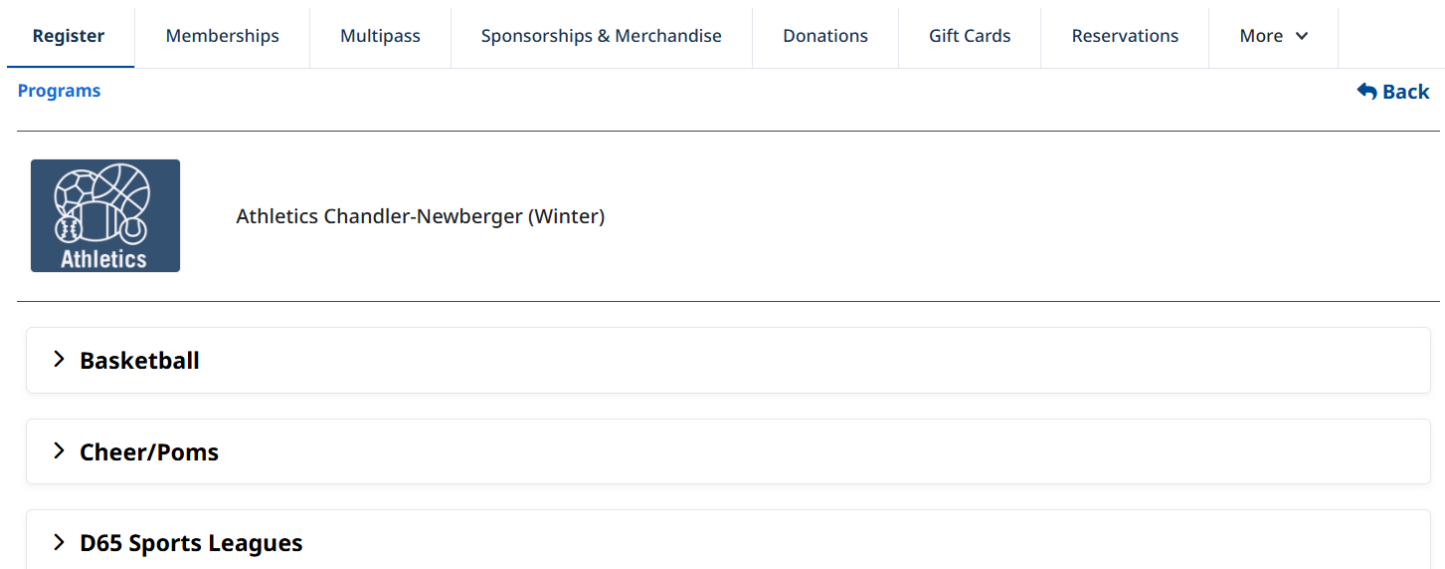 Register Memberships Multipass Sponsorships & Merchandise Donations Gift Cards Reservations More
Programs Back
Athletics
Athletics Chandler-Newberger (Winter)
Basketball
Cheer/Poms
D65 Sports Leagues